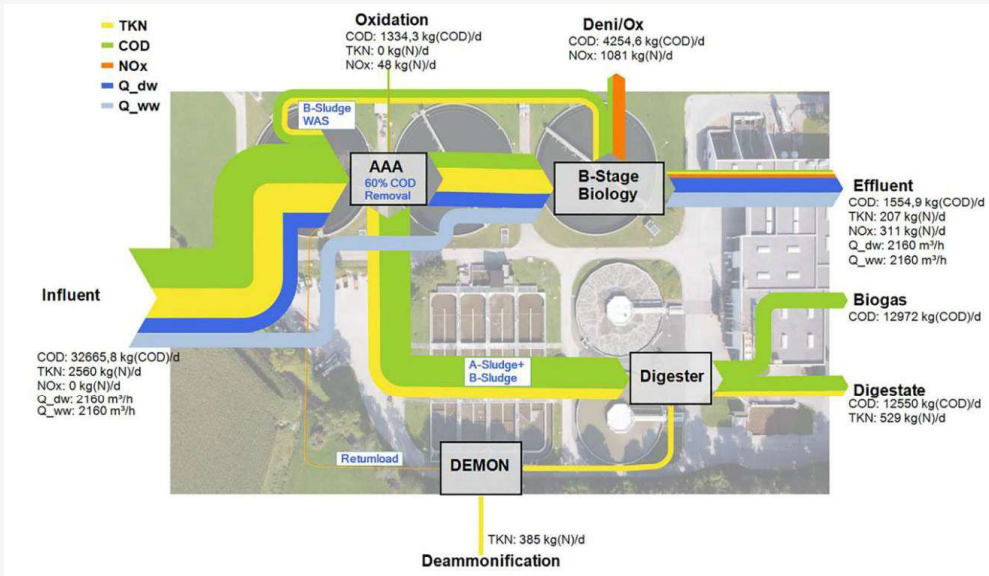 TKN
COD
NOx
Q_dw
Q_ww
Oxidation
COD: 1334,3 kg(COD)/d
TKN: 0 kg(N)/d
NOx: 48 kg(N)/d
Deni/Ox
COD: 4254,6 kg(COD)/d
NOx: 1081 kg(N)/d
B-Sludge
WAS
AAA
60% COD
Removal
B-Stage
Biology
Effluent
COD: 1554,9 kg(COD)/d
TKN: 207 kg(N)/d
NOx: 311 kg(N)/d
Q_dw: 2160 m³/h
Q_ww: 2160 m³/h
Influent
COD: 32665,8 kg(COD)/d
TKN: 2560 kg(N)/d
NOx: 0 kg(N)/d
Q_dw: 2160 m³/h
Q_ww: 2160 m³/h
Biogas
COD: 12972 kg(COD)/d
A-Sludge+
B-Sludge
Digester
Digestate
COD: 12550 kg(COD)/d
TKN: 529 kg(N)/d
Returnload
DEMON
TKN: 385 kg(N)/d
Deammonification